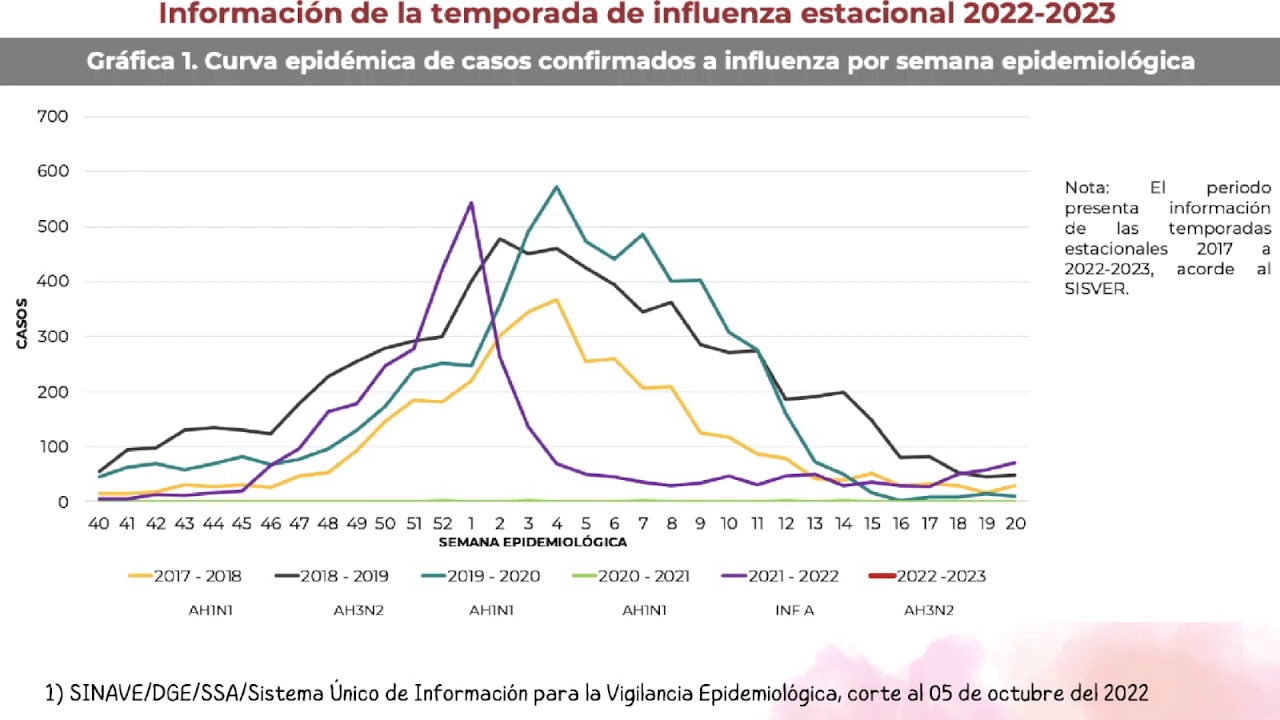 Información de la temporada de influenza estacional 2022-2023
Gráfica 1. Curva epidémica de casos confirmados a influenza por semana epidemiológica
700
600
500
400
300
200
100
0
CASOS
40 41 42 43 44 45 46 47 48 49 50 51 52 1 2 3 4 5 6 7 8 9 10 11 12 13 14 15 16 17 18 19 20
SEMANA EPIDEMIOLÓGICA
2017 - 2018 2018 - 2019 2019 - 2020 2020 - 2021 2021 - 2022 2022 -2023
AH1N1 AH3N2 AH1N1 AH1N1 INF A AH3N2
Nota: El periodo
presenta información
de las temporadas
estacionales 2017 a
2022-2023, acorde al
SISVER.
1) SINAVE/DGE/SSA/Sistema Único de Información para la Vigilancia Epidemiológica, corte al 05 de octubre del 2022